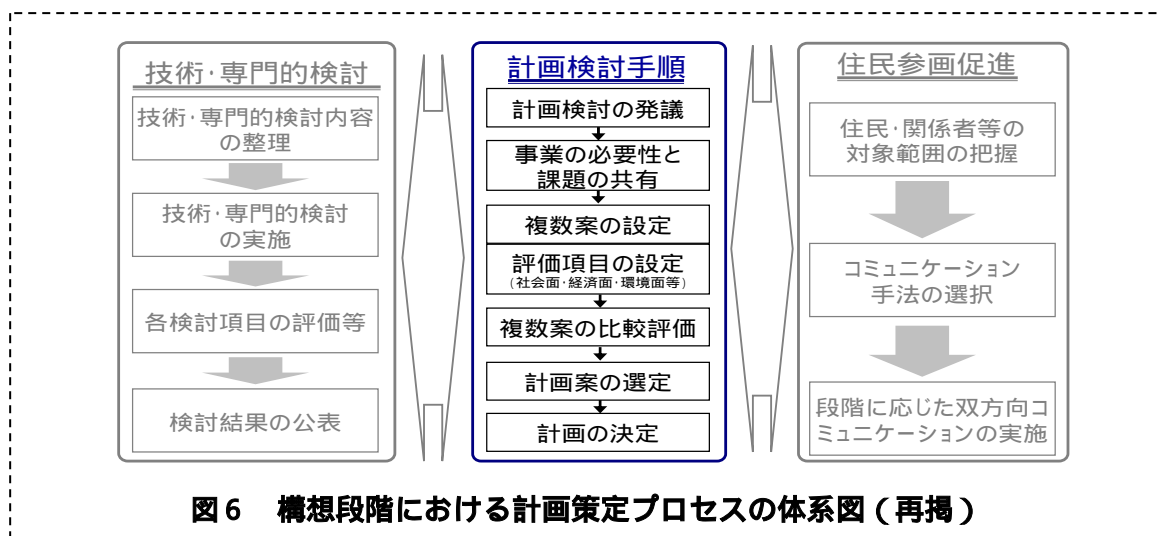 技術・専門的検討
技術・専門的検討内容
の整理
技術・専門的検討
の実施
各検討項目の評価等
検討結果の公表
計画検討手順
計画検討の発議
事業の必要性と
課題の共有
複数案の設定
評価項目の設定
(社会面・経済面・環境面等)
複数案の比較評価
計画案の選定
計画の決定
住民参画促進
住民・関係者等の
対象範囲の把握
コミュニケーション
手法の選択
段階に応じた双方向コ
ミュニケーションの実施
図6 構想段階における計画策定プロセスの体系図(再掲)